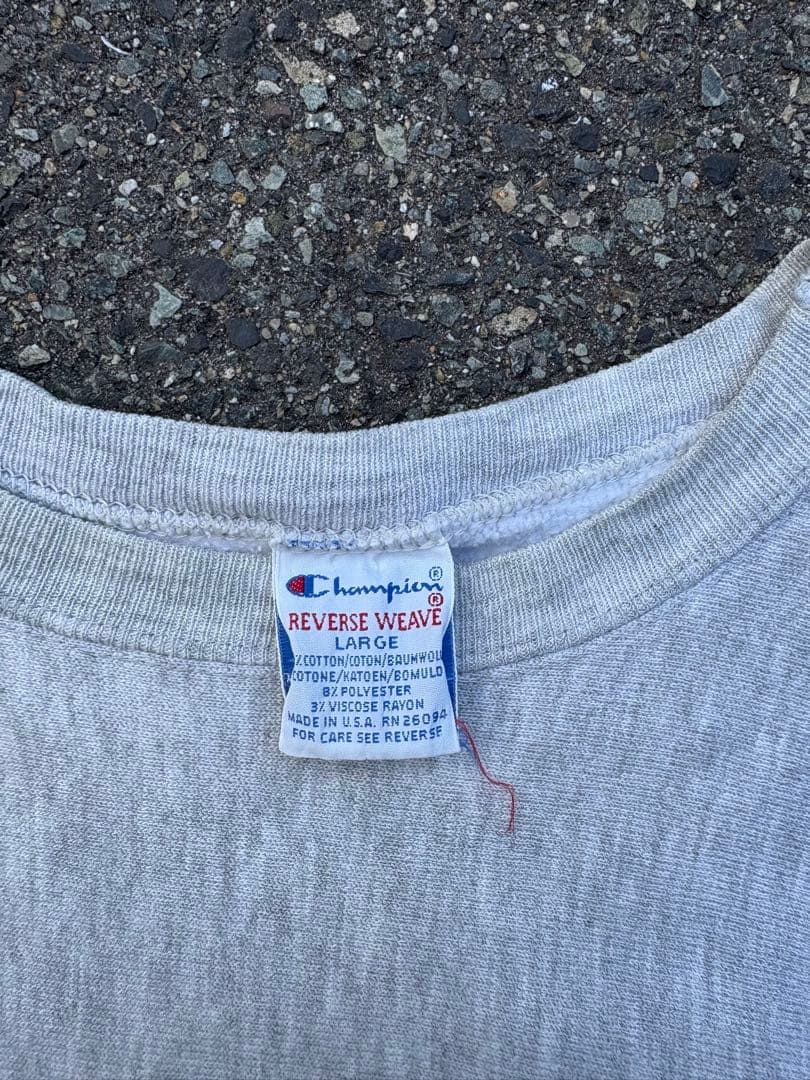 Champion®
REVERSE WEAVE®
LARGE
%COTTON/COTON/BAUMWOL
COTONE/KATOEN/BOMULD
8% POLYESTER
3% VISCOSE RAYON
MADE IN U.S.A. RN 26094
FOR CARE SEE REVERSE